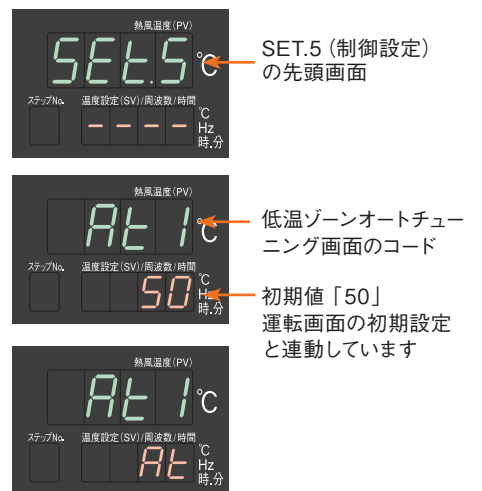 熱風温度(PV)
SEt.5 ℃
SET.5（制御設定）
の先頭画面
ステップNo. 温度設定(SV)/周波数/時間
---- ℃
Hz
時.分
熱風温度(PV)
At1 ℃
低温ゾーンオートチュー
ニング画面のコード
ステップNo. 温度設定(SV)/周波数/時間
50 ℃
Hz
時.分
初期値「50」
運転画面の初期設定
と連動しています
熱風温度(PV)
At1 ℃
ステップNo. 温度設定(SV)/周波数/時間
At ℃
Hz
時.分